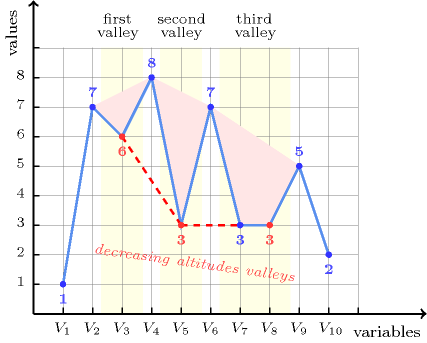 first second third
valley valley valley
values
8
7
6
5
4
3
2
1
8
7 7
6
5
3 3 3
2
1
decreasing altitudes valleys
V1 V2 V3 V4 V5 V6 V7 V8 V9 V10
variables